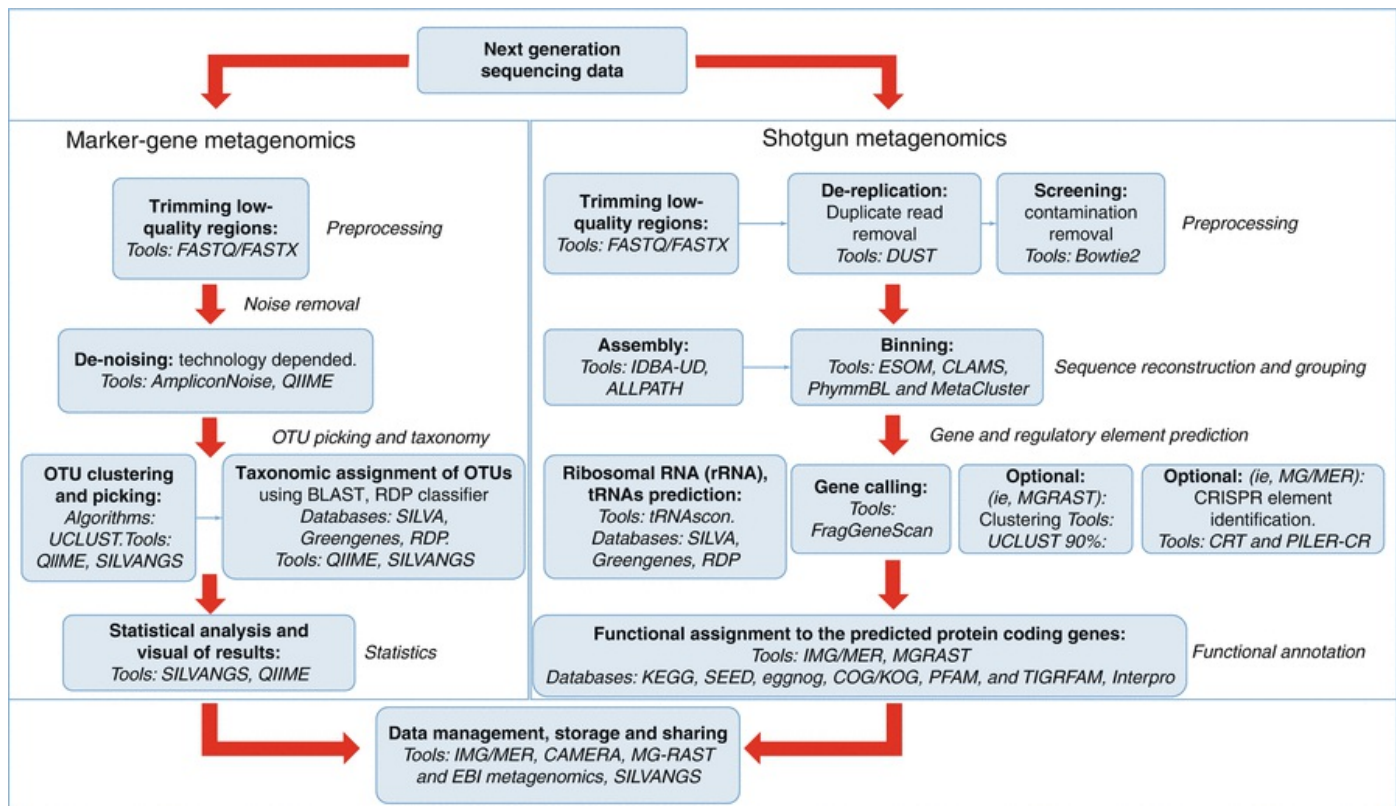 Next generation
sequencing data
Marker-gene metagenomics
Trimming low-
quality regions:
Tools: FASTQ/FASTX
Preprocessing
Noise removal
De-noising: technology depended.
Tools: AmpliconNoise, QIIME
OTU picking and taxonomy
OTU clustering
and picking:
Algorithms:
UCLUST.Tools:
QIIME, SILVANGS
Taxonomic assignment of OTUs
using BLAST, RDP classifier
Databases: SILVA,
Greengenes, RDP.
Tools: QIIME, SILVANGS
Statistical analysis and
visual of results:
Tools: SILVANGS, QIIME
Statistics
Shotgun metagenomics
Trimming low-
quality regions:
Tools: FASTQ/FASTX
De-replication:
Duplicate read
removal
Tools: DUST
Screening:
contamination
removal
Tools: Bowtie2
Preprocessing
Assembly:
Tools: IDBA-UD,
ALLPATH
Binning:
Tools: ESOM, CLAMS,
PhymmBL and MetaCluster
Sequence reconstruction and grouping
Gene and regulatory element prediction
Ribosomal RNA (rRNA),
tRNAs prediction:
Tools: tRNAscon.
Databases: SILVA,
Greengenes, RDP
Gene calling:
Tools:
FragGeneScan
Optional:
(ie, MGRAST):
Clustering Tools:
UCLUST 90%:
Optional: (ie, MG/MER):
CRISPR element
identification.
Tools: CRT and PILER-CR
Functional assignment to the predicted protein coding genes:
Tools: IMG/MER, MGRAST
Databases: KEGG, SEED, eggnog, COG/KOG, PFAM, and TIGRFAM, Interpro
Functional annotation
Data management, storage and sharing
Tools: IMG/MER, CAMERA, MG-RAST
and EBI metagenomics, SILVANGS